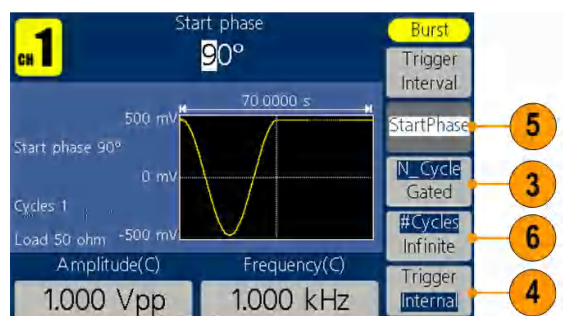 CH 1
Start phase
90°
Burst
Trigger
Interval
70.0000 s
500 mV
StartPhase
5
Start phase 90°
0 mV
N_Cycle
Gated
3
Cycles 1
#Cycles
Infinite
6
Load 50 ohm
-500 mV
Amplitude(C)
Frequency(C)
Trigger
Internal
4
1.000 Vpp
1.000 kHz